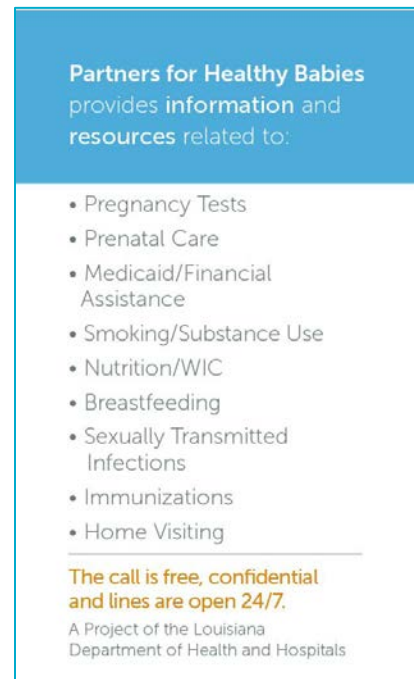 Partners for Healthy Babies
provides information and
resources related to:
• Pregnancy Tests
• Prenatal Care
• Medicaid/Financial
Assistance
• Smoking/Substance Use
• Nutrition/WIC
• Breastfeeding
• Sexually Transmitted
Infections
• Immunizations
• Home Visiting
The call is free, confidential
and lines are open 24/7.
A Project of the Louisiana
Department of Health and Hospitals